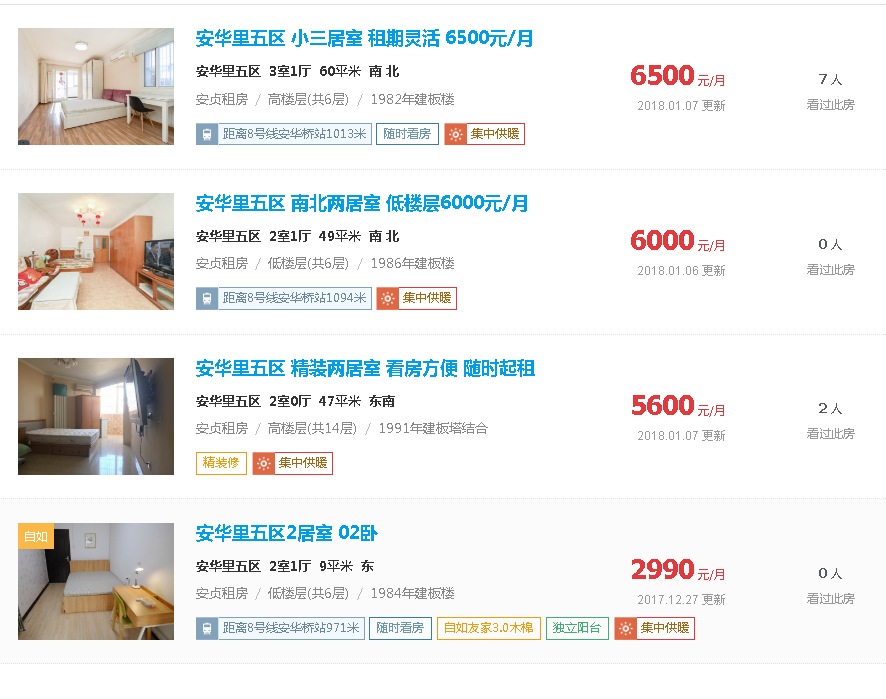 安华里五区 小三居室 租期灵活 6500元/月
安华里五区 3室1厅 60平米 南 北
6500 元/月
7 人
安贞租房 / 高楼层(共6层) / 1982年建板楼
2018.01.07 更新
看过此房
距离8号线安华桥站1013米 随时看房 集中供暖
安华里五区 南北两居室 低楼层6000元/月
安华里五区 2室1厅 49平米 南 北
6000 元/月
0 人
安贞租房 / 低楼层(共6层) / 1986年建板楼
2018.01.06 更新
看过此房
距离8号线安华桥站1094米 集中供暖
安华里五区 精装两居室 看房方便 随时起租
安华里五区 2室0厅 47平米 东南
5600 元/月
2 人
安贞租房 / 高楼层(共14层) / 1991年建板塔结合
2018.01.07 更新
看过此房
精装修 集中供暖
自如
安华里五区2居室 02卧
安华里五区 2室1厅 9平米 东
2990 元/月
0 人
安贞租房 / 低楼层(共6层) / 1984年建板楼
2017.12.27 更新
看过此房
距离8号线安华桥站971米 随时看房 自如友家3.0木棉 独立阳台 集中供暖